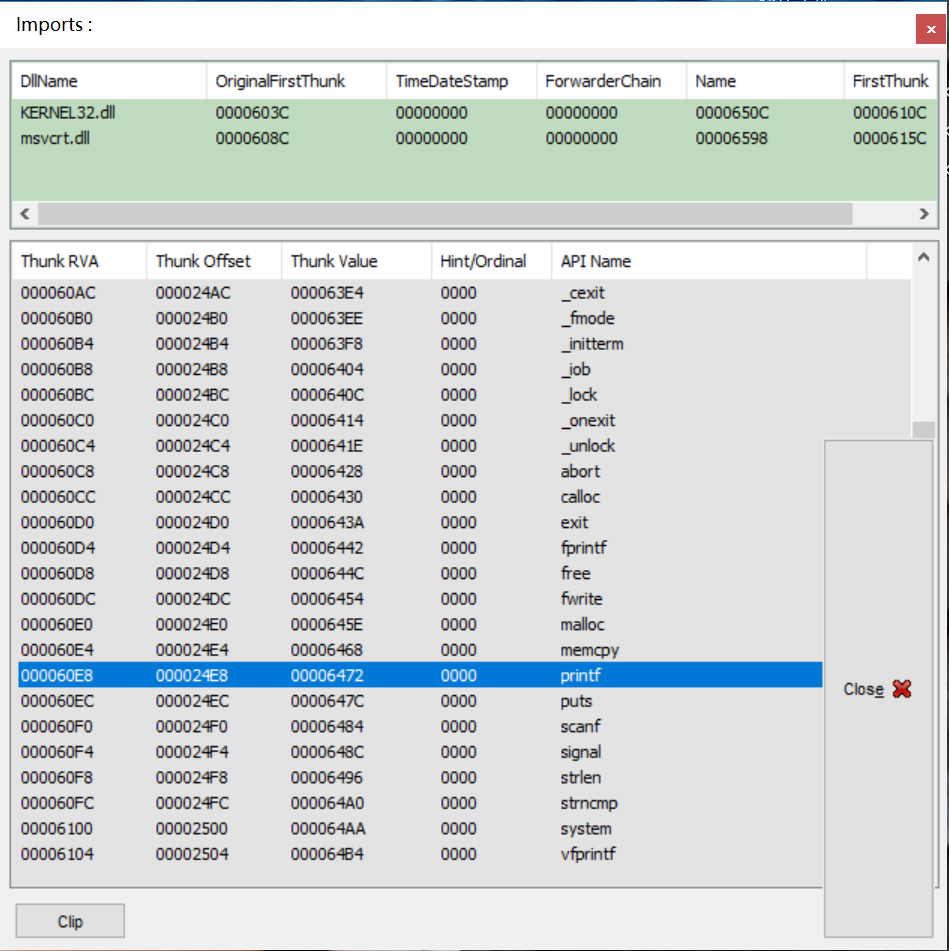 Imports :
DllName OriginalFirstThunk TimeDateStamp ForwarderChain Name FirstThunk
KERNEL32.dll 0000603C 00000000 00000000 0000650C 0000610C
msvcrt.dll 0000608C 00000000 00000000 00006598 0000615C
Thunk RVA Thunk Offset Thunk Value Hint/Ordinal API Name
000060AC 000024AC 000063E4 0000 _cexit
000060B0 000024B0 000063EE 0000 _fmode
000060B4 000024B4 000063F8 0000 _initterm
000060B8 000024B8 00006404 0000 _iob
000060BC 000024BC 0000640C 0000 _lock
000060C0 000024C0 00006414 0000 _onexit
000060C4 000024C4 0000641E 0000 _unlock
000060C8 000024C8 00006428 0000 abort
000060CC 000024CC 00006430 0000 calloc
000060D0 000024D0 0000643A 0000 exit
000060D4 000024D4 00006442 0000 fprintf
000060D8 000024D8 0000644C 0000 free
000060DC 000024DC 00006454 0000 fwrite
000060E0 000024E0 0000645E 0000 malloc
000060E4 000024E4 00006468 0000 memcpy
000060E8 000024E8 00006472 0000 printf
000060EC 000024EC 0000647C 0000 puts
000060F0 000024F0 00006484 0000 scanf
000060F4 000024F4 0000648C 0000 signal
000060F8 000024F8 00006496 0000 strlen
000060FC 000024FC 000064A0 0000 strncmp
00006100 00002500 000064AA 0000 system
00006104 00002504 000064B4 0000 vfprintf
Close
Clip